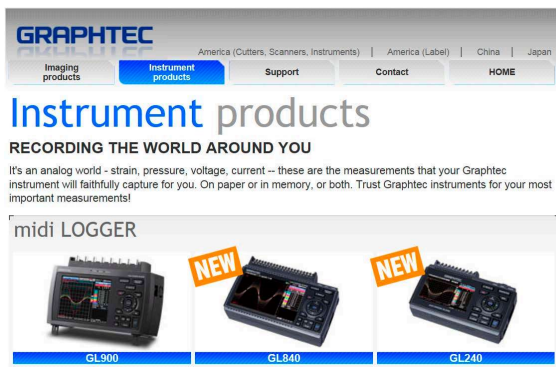 GRAPHTEC
America (Cutters, Scanners, Instruments) | America (Label) | China | Japan
Imaging products
Instrument products
Support
Contact
HOME
Instrument products
RECORDING THE WORLD AROUND YOU
It's an analog world - strain, pressure, voltage, current -- these are the measurements that your Graphtec
instrument will faithfully capture for you. On paper or in memory, or both. Trust Graphtec instruments for your most
important measurements!
midi LOGGER
NEW
NEW
GL900
GL840
GL240